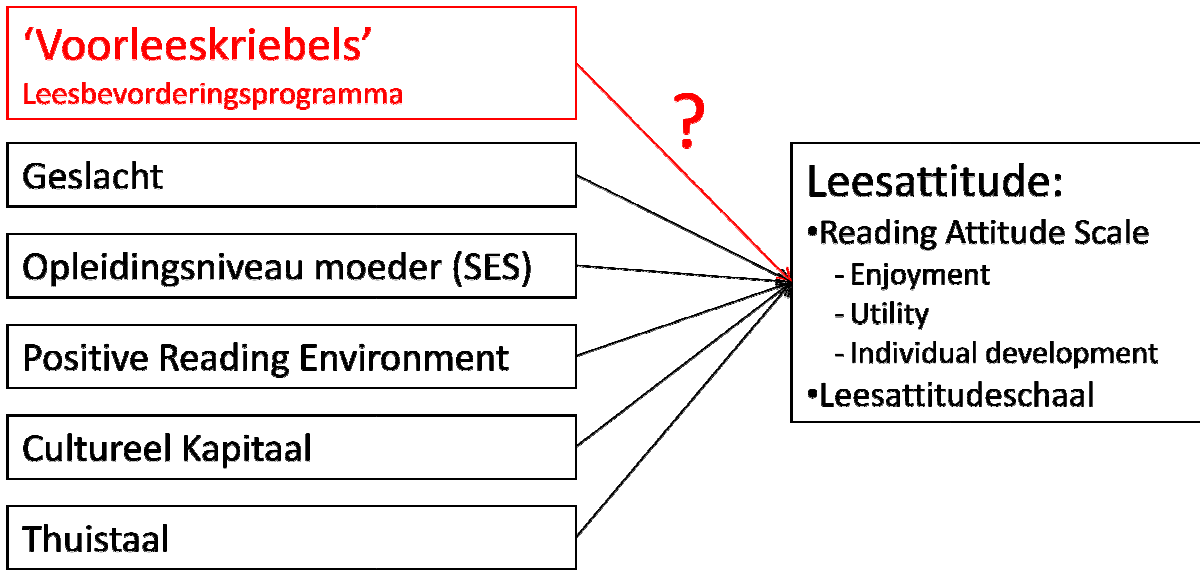 ‘Voorleeskriebels’
Leesbevorderingsprogramma
?
Geslacht
Opleidingsniveau moeder (SES)
Positive Reading Environment
Cultureel Kapitaal
Thuistaal
Leesattitude:
•Reading Attitude Scale
- Enjoyment
- Utility
- Individual development
•Leesattitudeschaal